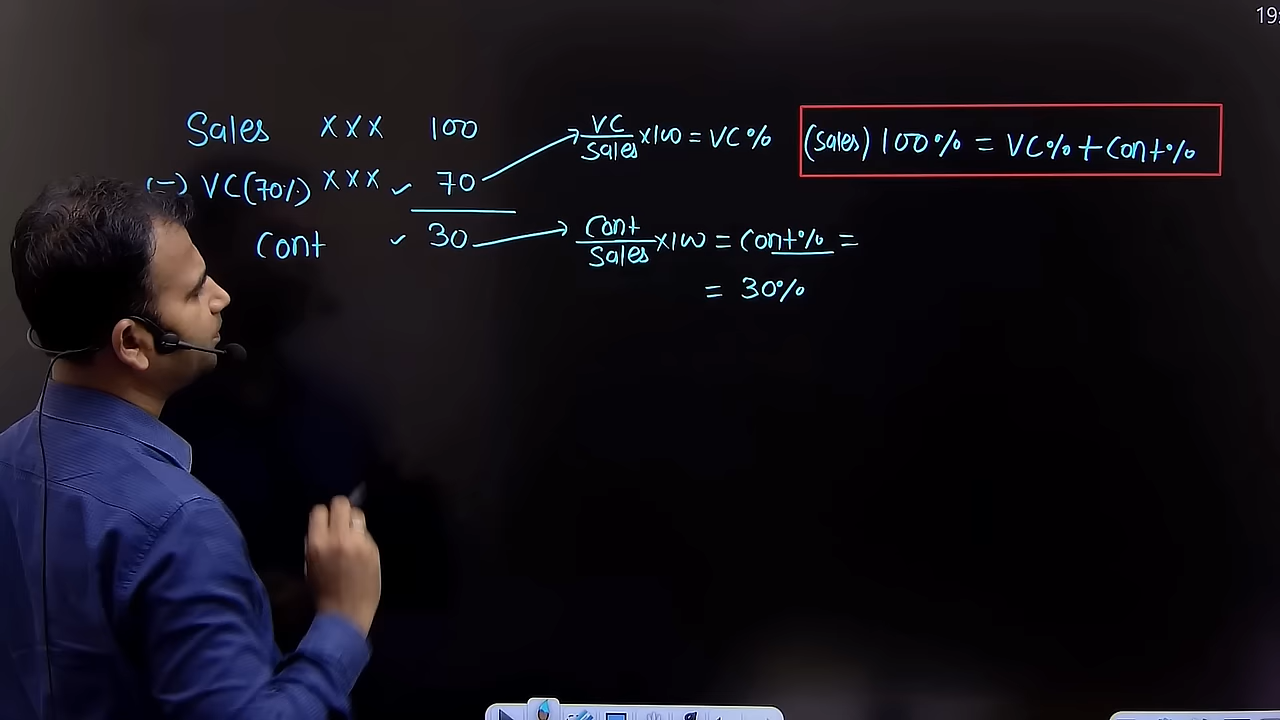 19:
Sales XXX 100
(-) VC(70%) XXX ✓ 70
Cont ✓ 30
VC/Sales ×100 = VC%
Cont/Sales ×100 = Cont% =
= 30%
(Sales) 100% = VC% + Cont%